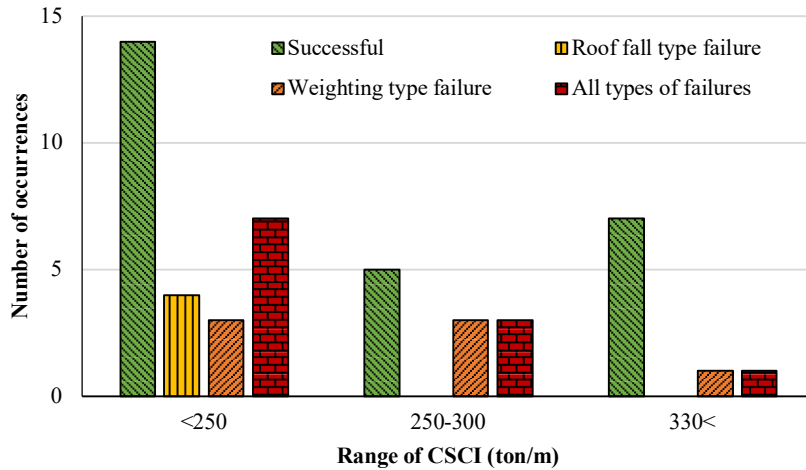 15
10
5
0
Number of occurrences
Successful
Roof fall type failure
Weighting type failure
All types of failures
<250
250-300
330<
Range of CSCI (ton/m)